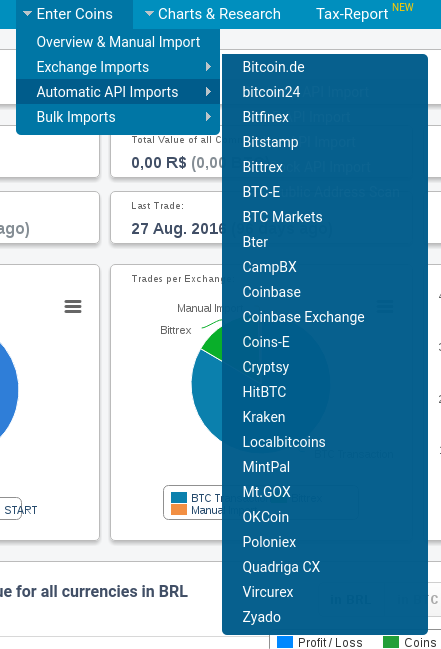 Enter Coins
Charts & Research
Tax-Report NEW
Overview & Manual Import
Exchange Imports
Automatic API Imports
Bulk Imports
Bitcoin.de
bitcoin24
Bitfinex
Bitstamp
Bittrex
BTC-E
BTC Markets
Bter
CampBX
Coinbase
Coinbase Exchange
Coins-E
Cryptsy
HitBTC
Kraken
Localbitcoins
MintPal
Mt.GOX
OKCoin
Poloniex
Quadriga CX
Vircurex
Zyado
Total Value of all C
0,00 R$ (0,00
ago)
Last Trade:
27 Aug. 2016
Trades per Exchan
Manual Im
Bittrex
START
BTC Tr
Manual
ue for all currencies in BRL
in BRL
Profit / Loss
Coins